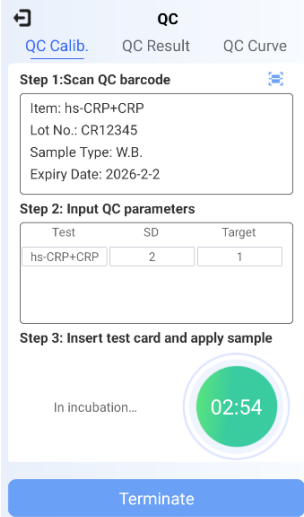 QC
QC Calib. QC Result QC Curve
Step 1:Scan QC barcode
Item: hs-CRP+CRP
Lot No.: CR12345
Sample Type: W.B.
Expiry Date: 2026-2-2
Step 2: Input QC parameters
Test SD Target
hs-CRP+CRP 2 1
Step 3: Insert test card and apply sample
In incubation... 02:54
Terminate